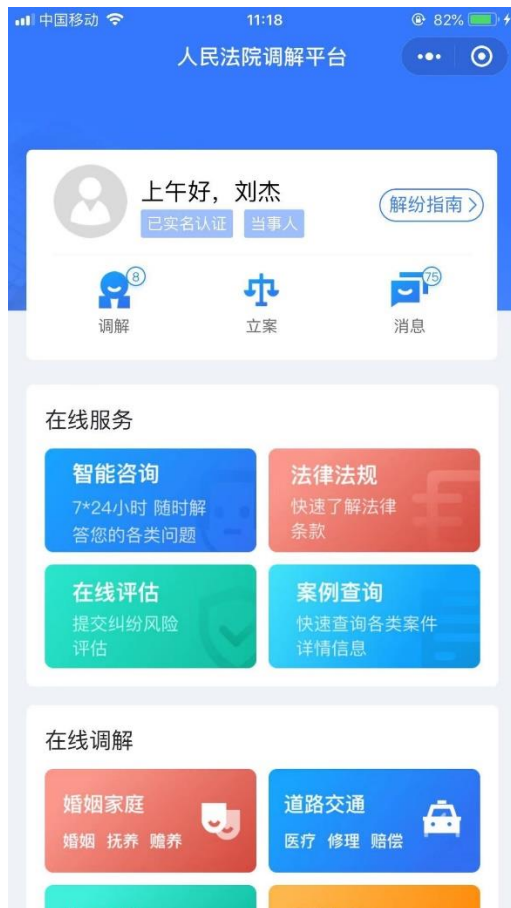 中国移动 11:18 82%
人民法院调解平台
上午好，刘杰
已实名认证 当事人
解纷指南
8 75
调解 立案 消息
在线服务
智能咨询
7*24小时 随时解
答您的各类问题
法律法规
快速了解法律
条款
在线评估
提交纠纷风险
评估
案例查询
快速查询各类案件
详情信息
在线调解
婚姻家庭
婚姻 抚养 赡养
道路交通
医疗 修理 赔偿